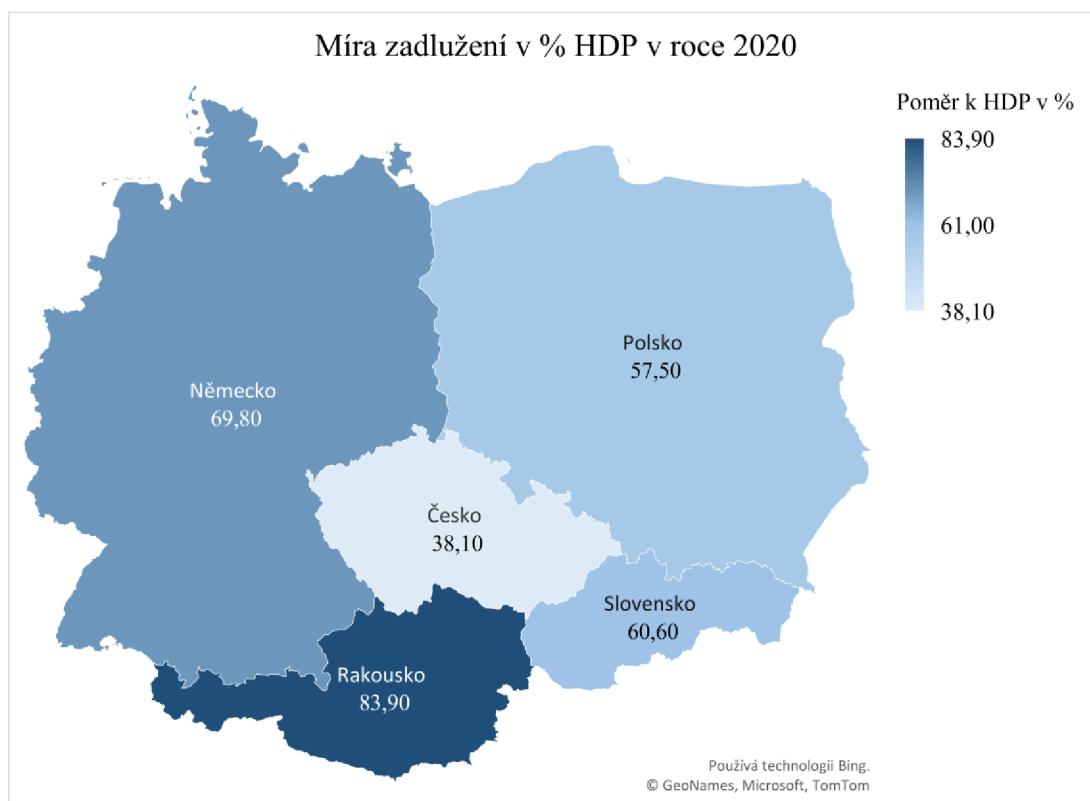 Míra zadlužení v % HDP v roce 2020
Poměr k HDP v %
83,90
61,00
38,10
Polsko
57,50
Německo
69,80
Česko
38,10
Slovensko
60,60
Rakousko
83,90
Používá technologii Bing.
© GeoNames, Microsoft, TomTom